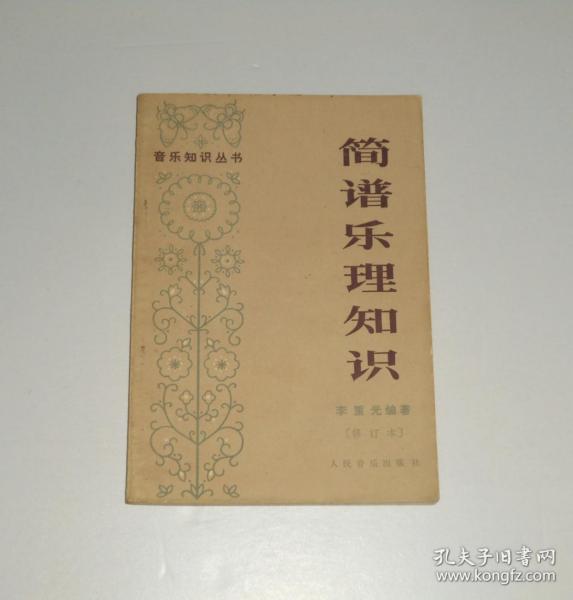 音乐知识丛书
简谱乐理知识
李重光编著
〔修订本〕
人民音乐出版社
孔夫子旧书网
www.kongfz.com